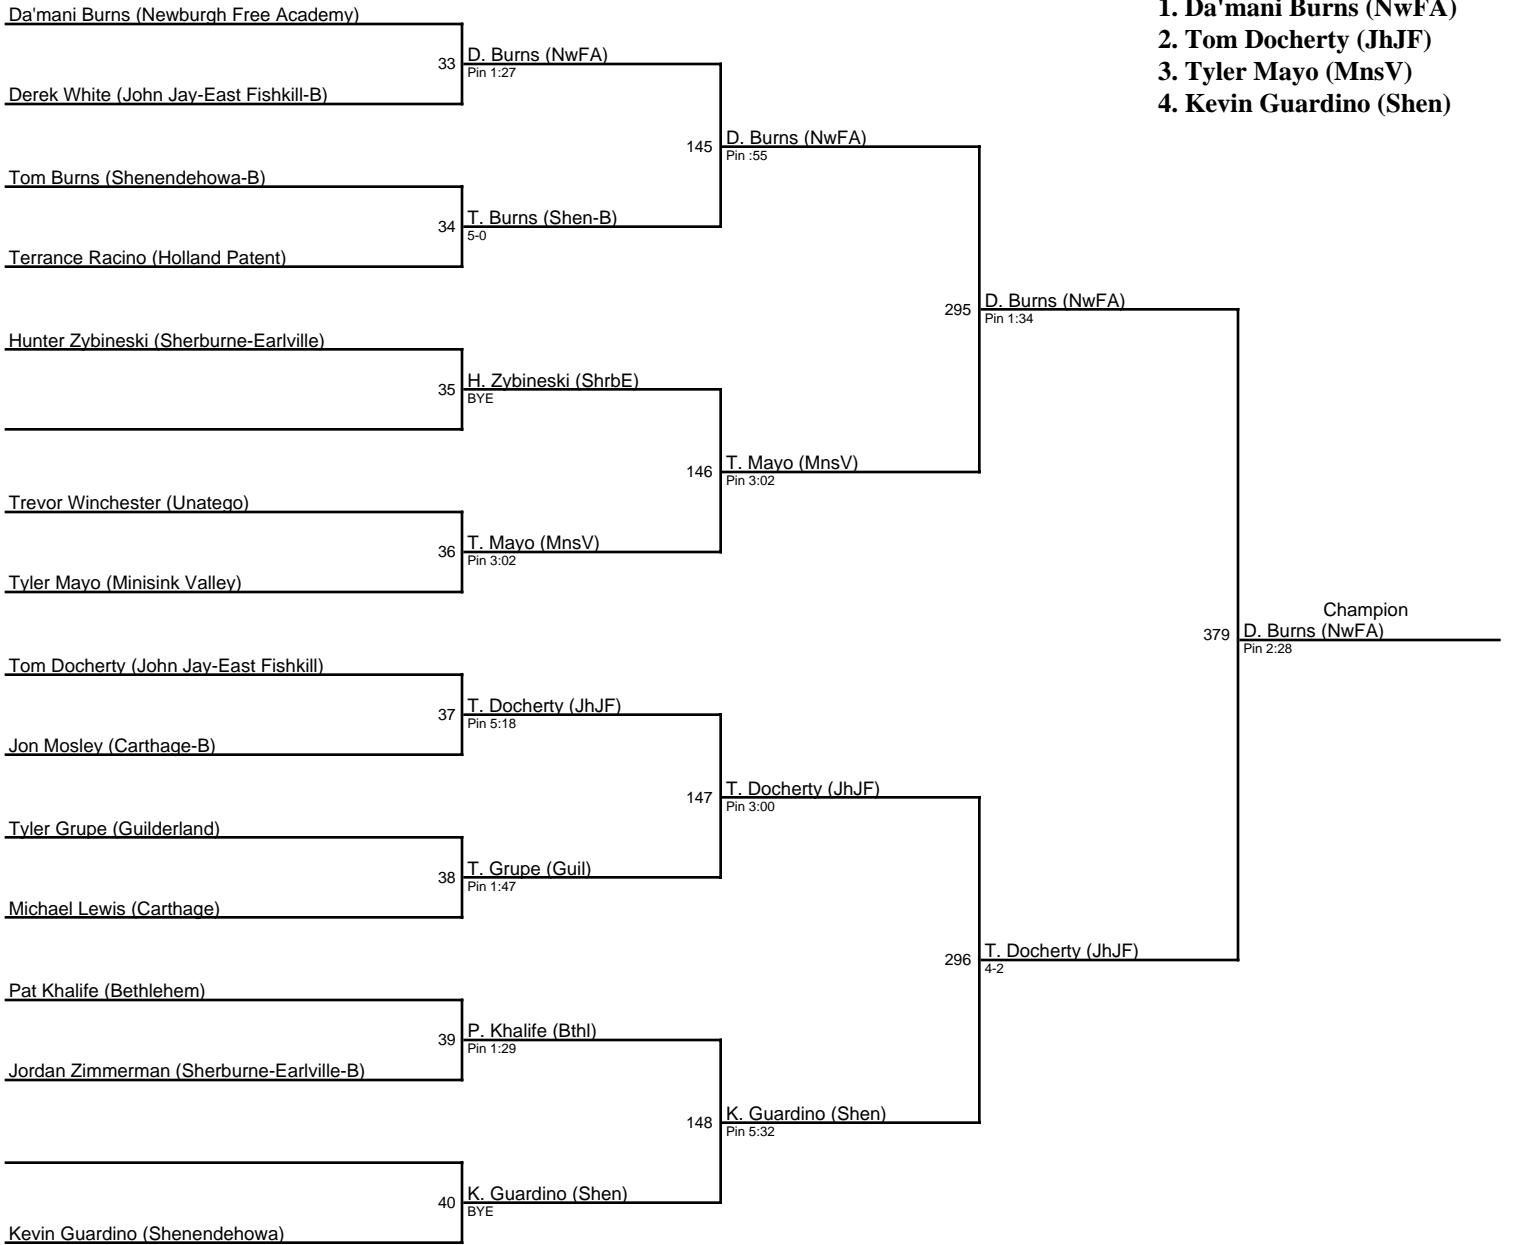 1. Da'mani Burns (NwFA)
2. Tom Docherty (JhJF)
3. Tyler Mayo (MnsV)
4. Kevin Guardino (Shen)
Da'mani Burns (Newburgh Free Academy)
33
D. Burns (NwFA)
Pin 1:27
Derek White (John Jay-East Fishkill-B)
145
D. Burns (NwFA)
Pin :55
Tom Burns (Shenendehowa-B)
34
T. Burns (Shen-B)
5-0
Terrance Racino (Holland Patent)
295
D. Burns (NwFA)
Pin 1:34
Hunter Zybineski (Sherburne-Earlville)
35
H. Zybineski (ShrbE)
BYE
146
T. Mayo (MnsV)
Pin 3:02
Trevor Winchester (Unatego)
36
T. Mayo (MnsV)
Pin 3:02
Tyler Mayo (Minisink Valley)
Champion
379
D. Burns (NwFA)
Pin 2:28
Tom Docherty (John Jay-East Fishkill)
37
T. Docherty (JhJF)
Pin 5:18
Jon Mosley (Carthage-B)
147
T. Docherty (JhJF)
Pin 3:00
Tyler Grupe (Guilderland)
38
T. Grupe (Guil)
Pin 1:47
Michael Lewis (Carthage)
296
T. Docherty (JhJF)
4-2
Pat Khalife (Bethlehem)
39
P. Khalife (Bthl)
Pin 1:29
Jordan Zimmerman (Sherburne-Earlville-B)
148
K. Guardino (Shen)
Pin 5:32
40
K. Guardino (Shen)
BYE
Kevin Guardino (Shenendehowa)